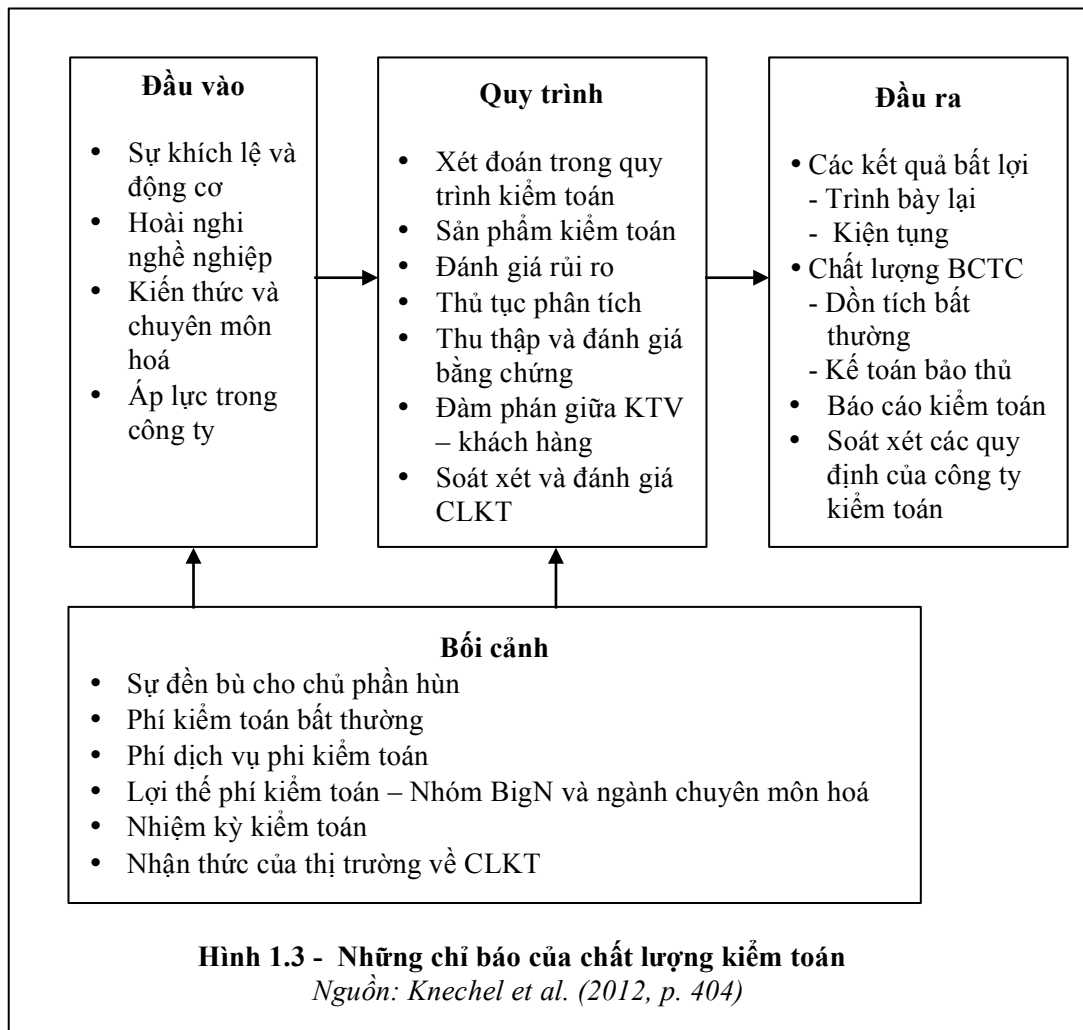 Đầu vào
• Sự khích lệ và
động cơ
• Hoài nghi
nghề nghiệp
• Kiến thức và
chuyên môn
hoá
• Áp lực trong
công ty
Quy trình
• Xét đoán trong quy
trình kiểm toán
• Sản phẩm kiểm toán
• Đánh giá rủi ro
• Thủ tục phân tích
• Thu thập và đánh giá
bằng chứng
• Đàm phán giữa KTV
– khách hàng
• Soát xét và đánh giá
CLKT
Đầu ra
• Các kết quả bất lợi
- Trình bày lại
- Kiện tụng
• Chất lượng BCTC
- Dồn tích bất
thường
- Kế toán bảo thủ
• Báo cáo kiểm toán
• Soát xét các quy
định của công ty
kiểm toán
Bối cảnh
• Sự đền bù cho chủ phần hùn
• Phí kiểm toán bất thường
• Phí dịch vụ phi kiểm toán
• Lợi thế phí kiểm toán – Nhóm BigN và ngành chuyên môn hoá
• Nhiệm kỳ kiểm toán
• Nhận thức của thị trường về CLKT
Hình 1.3 - Những chỉ báo của chất lượng kiểm toán
Nguồn: Knechel et al. (2012, p. 404)